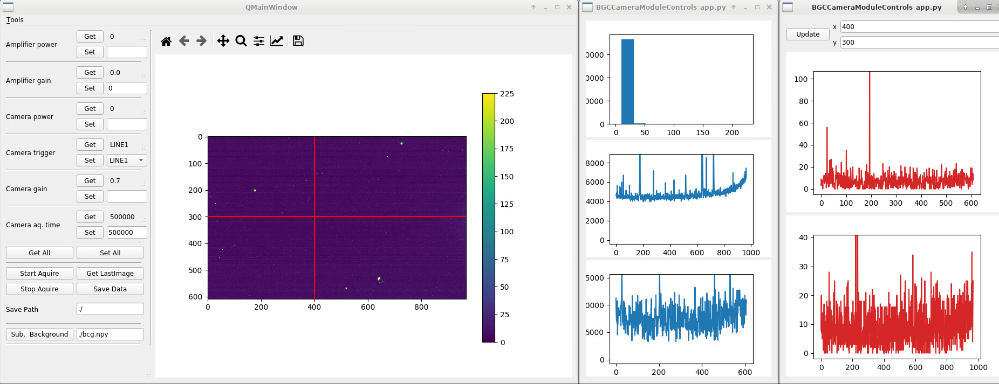 QMainWindow
Tools
Amplifier power
Get
0
Set
Amplifier gain
Get
0.0
Set
0
Camera power
Get
0
Set
Camera trigger
Get
LINE1
Set
LINE1
Camera gain
Get
0.7
Set
Camera aq. time
Get
500000
Set
500000
Get All
Set All
Start Aquire
Get LastImage
Stop Aquire
Save Data
Save Path
./
Sub. Background
./bcg.npy
0
100
200
300
400
500
600
0
200
400
600
800
225
200
175
150
125
100
75
50
25
0
BGCCameraModuleControls_app.py
0000
0000
0000
0
0
50
100
150
200
8000
6000
4000
2000
0
0
200
400
600
800
1000
5000
0000
5000
0
0
200
400
600
BGCCameraModuleControls_app.py
Update
x
400
y
300
100
80
60
40
20
0
0
100
200
300
400
500
600
40
30
20
10
0
0
200
400
600
800
1000